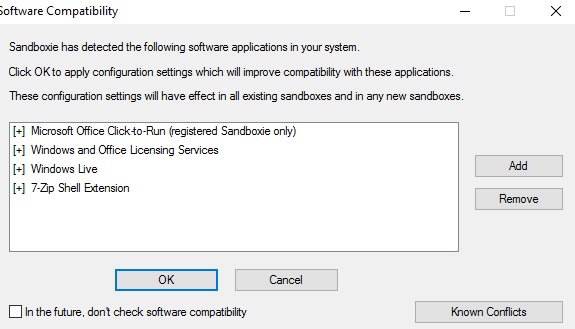 Software Compatibility
Sandboxie has detected the following software applications in your system.
Click OK to apply configuration settings which will improve compatibility with these applications.
These configuration settings will have effect in all existing sandboxes and in any new sandboxes.
[+] Microsoft Office Click-to-Run (registered Sandboxie only)
[+] Windows and Office Licensing Services
[+] Windows Live
[+] 7-Zip Shell Extension
Add
Remove
OK
Cancel
In the future, don't check software compatibility
Known Conflicts